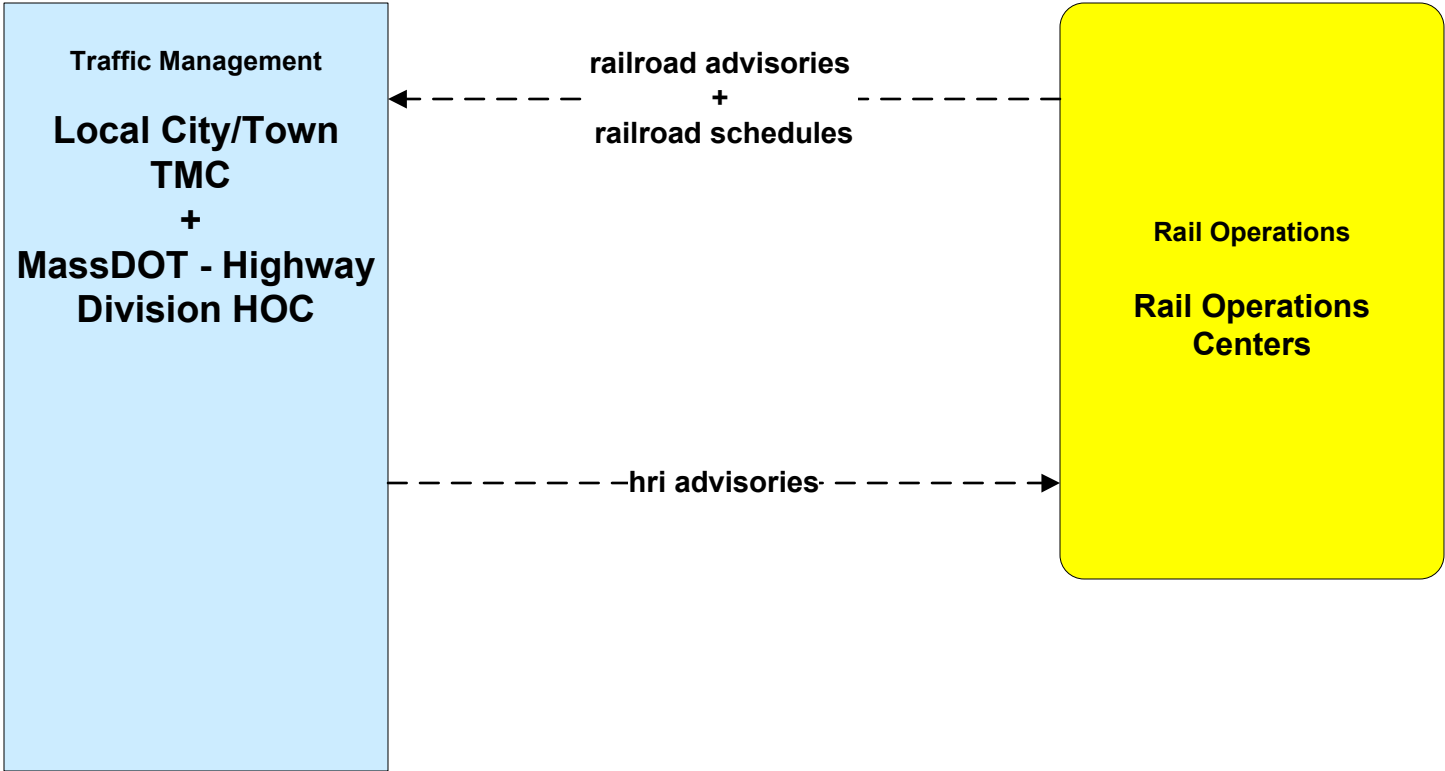 Traffic Management
Local City/Town
TMC
+
MassDOT - Highway
Division HOC
railroad advisories
+
railroad schedules
hri advisories
Rail Operations
Rail Operations
Centers